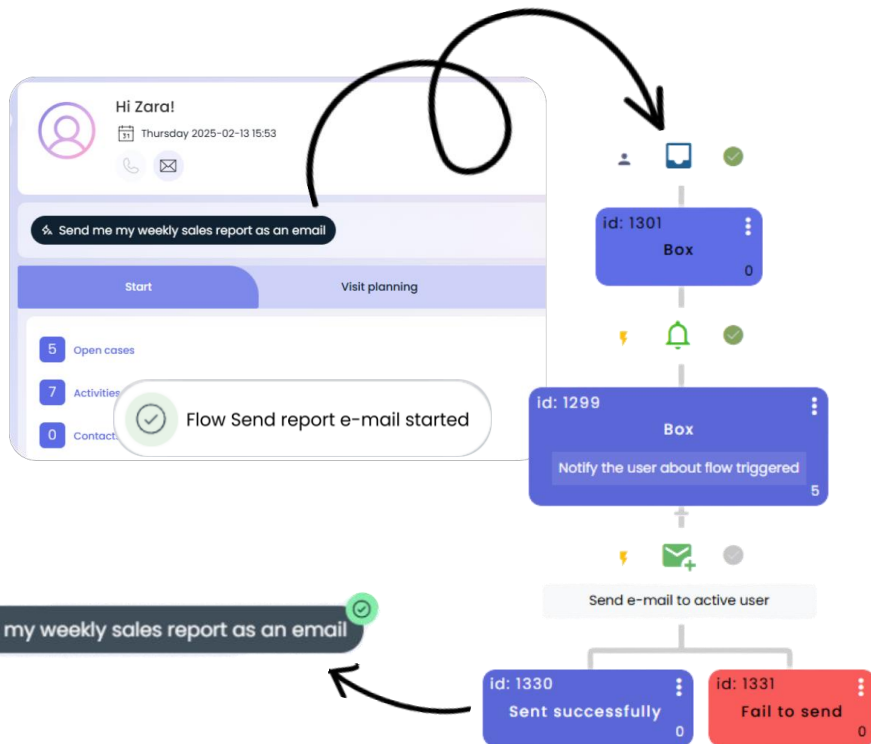 Hi Zara!
31 Thursday 2025-02-13 15:53
Send me my weekly sales report as an email
Start
Visit planning
5 Open cases
7 Activities
0 Contact
Flow Send report e-mail started
id: 1301
Box
0
id: 1299
Box
Notify the user about flow triggered
5
Send e-mail to active user
id: 1330
Sent successfully
0
id: 1331
Fail to send
0
my weekly sales report as an email